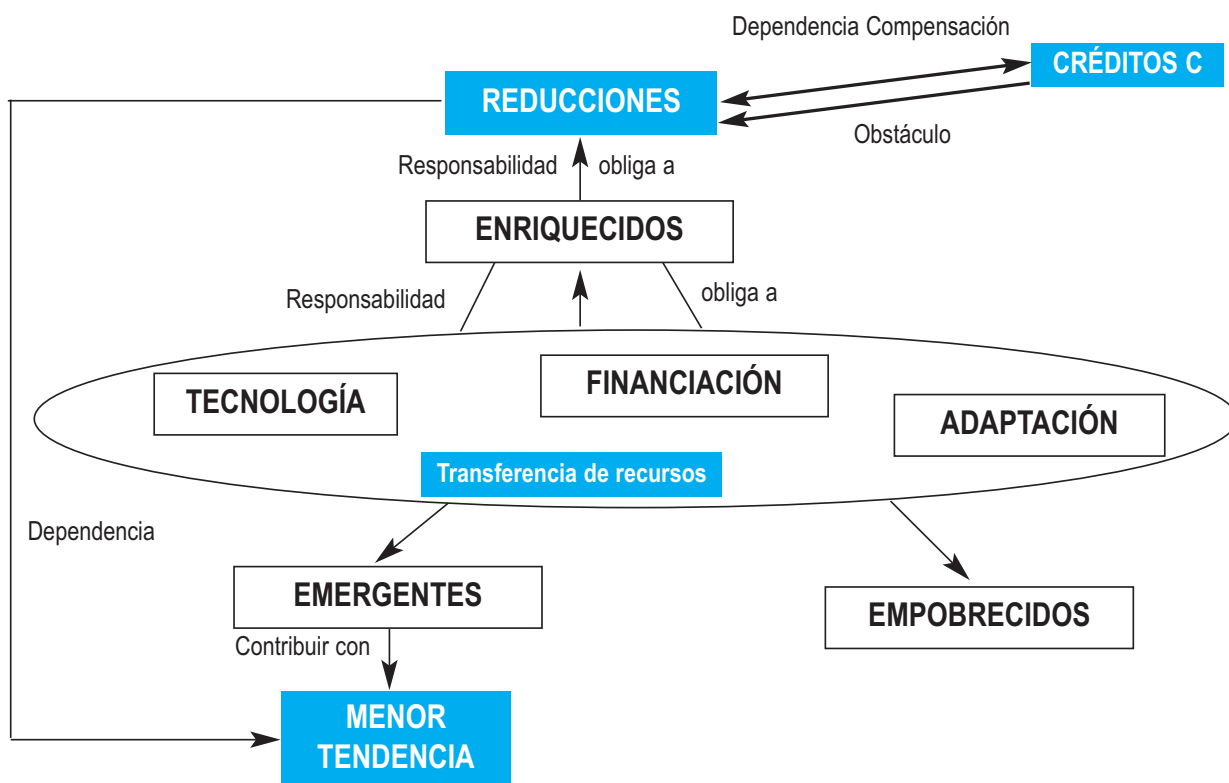 Dependencia Compensación
CRÉDITOS C
REDUCCIONES
Obstáculo
Responsabilidad obliga a
ENRIQUECIDOS
Responsabilidad
obliga a
TECNOLOGÍA
FINANCIACIÓN
ADAPTACIÓN
Transferencia de recursos
Dependencia
EMERGENTES
EMPOBRECIDOS
Contribuir con
MENOR
TENDENCIA